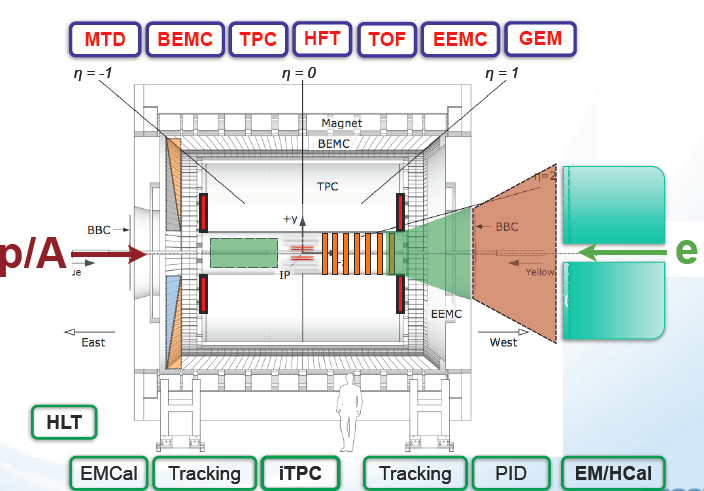 MTD BEMC TPC HFT TOF EEMC GEM
η = -1 η = 0 η = 1
Magnet
BEMC
TPC
η=2
+y
BBC BBC
p/A e
ue Yellow
IP
EEMC
East West
HLT
EMCal Tracking iTPC Tracking PID EM/HCal